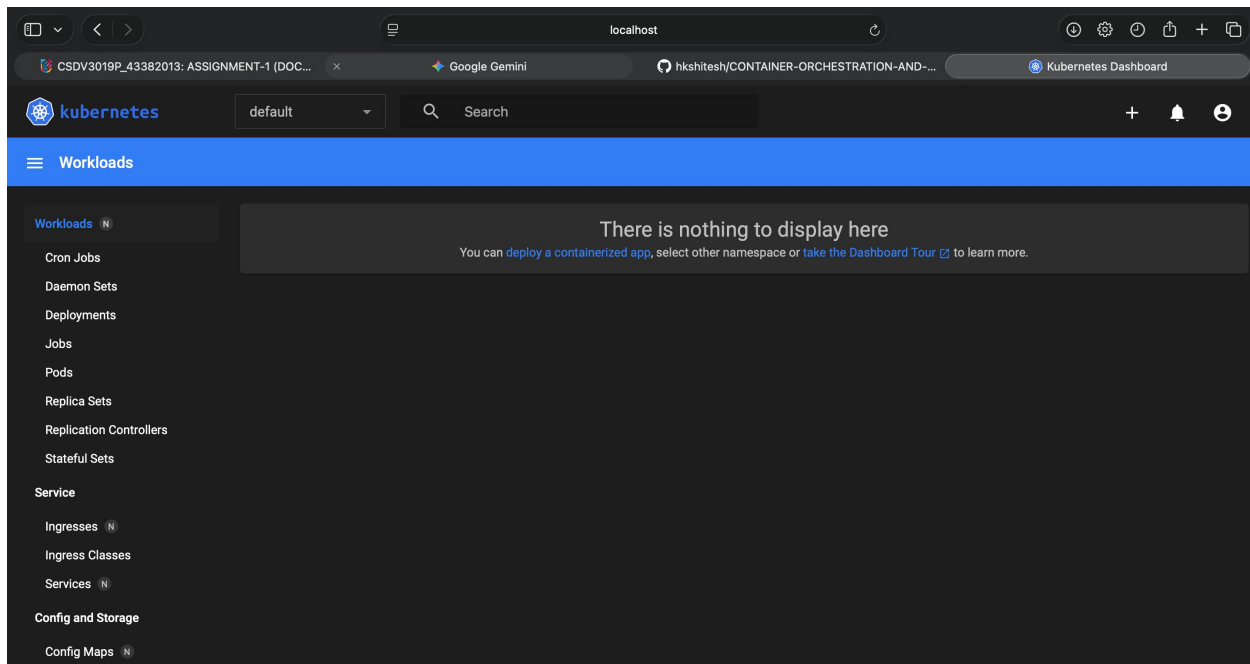 localhost
CSDV3019P_43382013: ASSIGNMENT-1 (DOC...
Google Gemini
hkshitesh/CONTAINER-ORCHESTRATION-AND-...
Kubernetes Dashboard
kubernetes
default
Search
Workloads
Workloads N
There is nothing to display here
You can deploy a containerized app, select other namespace or take the Dashboard Tour to learn more.
Cron Jobs
Daemon Sets
Deployments
Jobs
Pods
Replica Sets
Replication Controllers
Stateful Sets
Service
Ingresses N
Ingress Classes
Services N
Config and Storage
Config Maps N